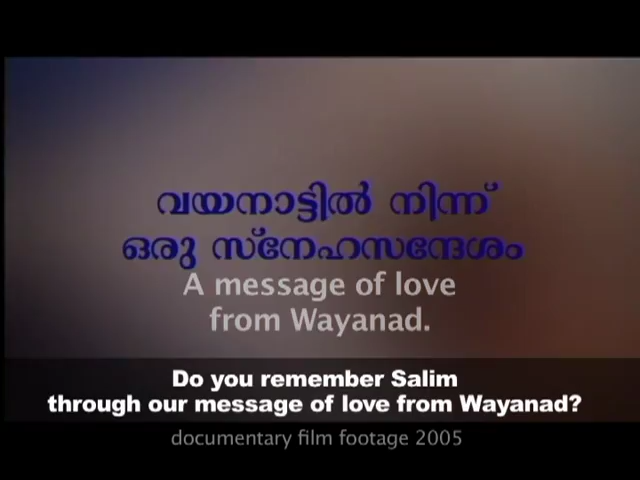 വയനാട്ടിൽ നിന്ന്
ഒരു സ്നേഹസന്ദേശം
A message of love
from Wayanad.
Do you remember Salim
through our message of love from Wayanad?
documentary film footage 2005